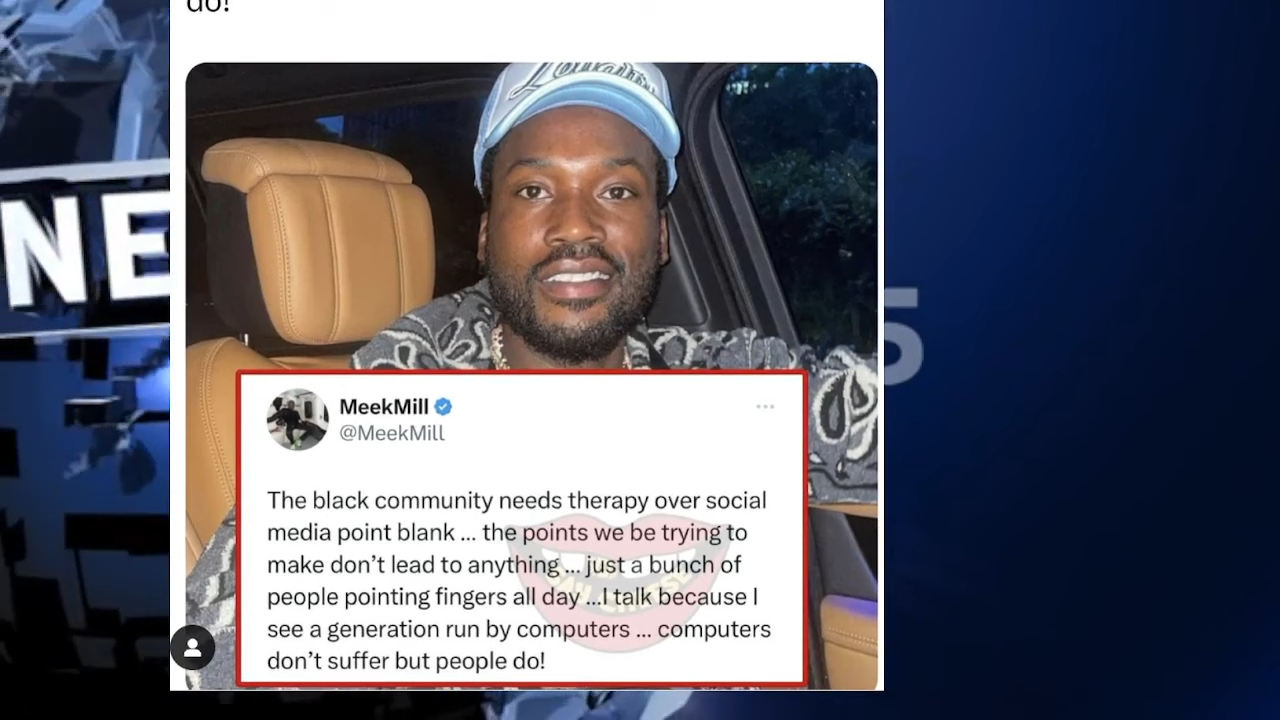 do!
NE
5
MeekMill
@MeekMill
The black community needs therapy over social
media point blank ... the points we be trying to
make don't lead to anything ... just a bunch of
people pointing fingers all day ...I talk because I
see a generation run by computers ... computers
don't suffer but people do!